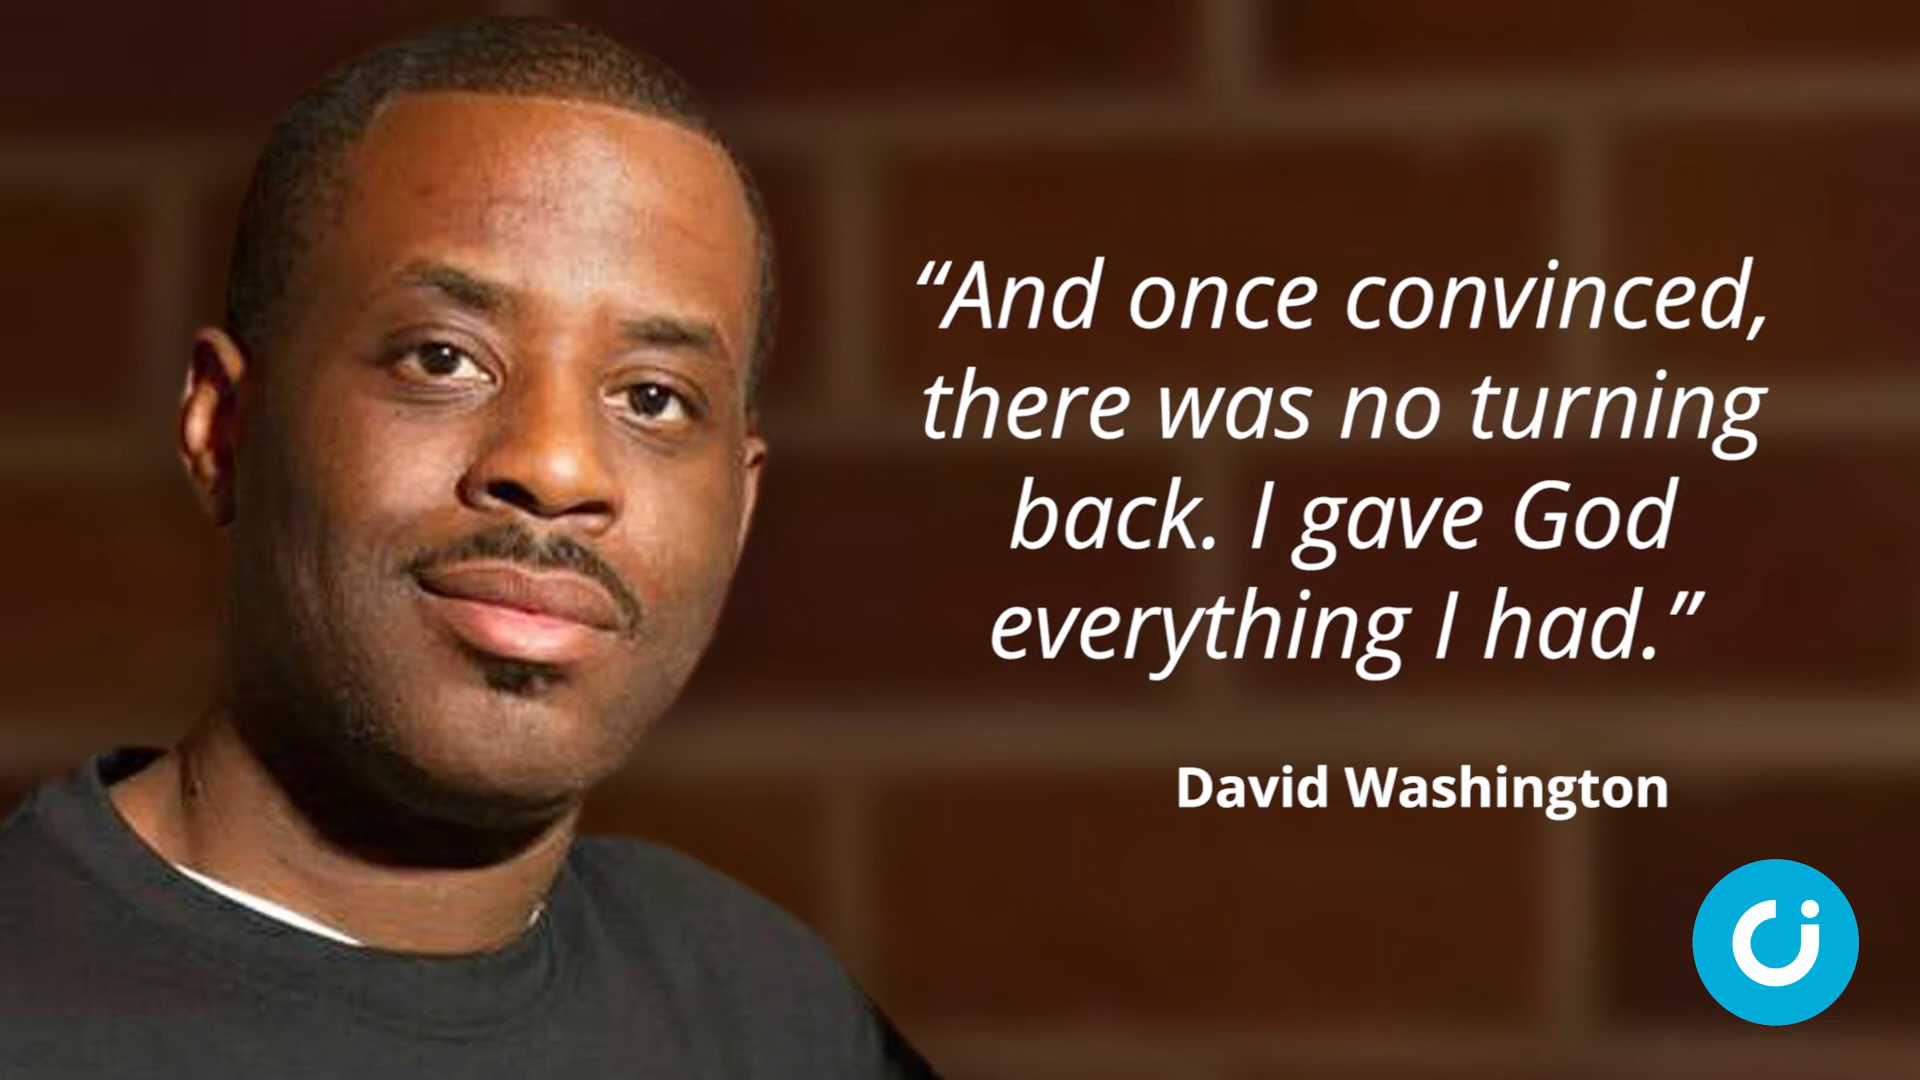 “And once convinced,
there was no turning
back. I gave God
everything I had.”
David Washington